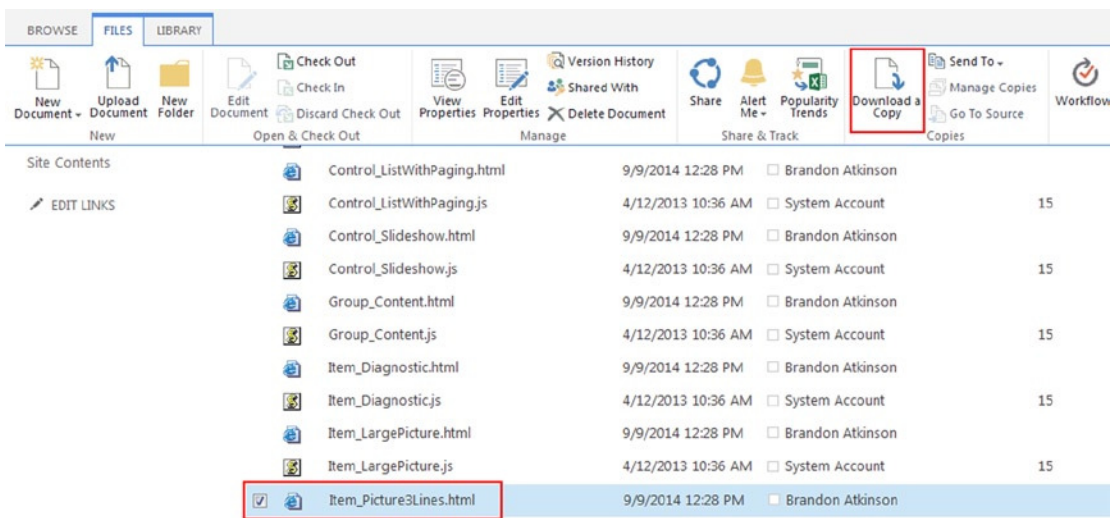 BROWSE FILES LIBRARY
New Document
Upload Document
New Folder
New
Edit Document
Check Out
Check In
Discard Check Out
Open & Check Out
View Properties
Edit Properties
Version History
Shared With
Delete Document
Manage
Share
Alert Me
Popularity Trends
Share & Track
Download a Copy
Send To
Manage Copies
Go To Source
Copies
Workflow
Site Contents
EDIT LINKS
Control_ListWithPaging.html 9/9/2014 12:28 PM Brandon Atkinson
Control_ListWithPaging.js 4/12/2013 10:36 AM System Account 15
Control_Slideshow.html 9/9/2014 12:28 PM Brandon Atkinson
Control_Slideshow.js 4/12/2013 10:36 AM System Account 15
Group_Content.html 9/9/2014 12:28 PM Brandon Atkinson
Group_Content.js 4/12/2013 10:36 AM System Account 15
Item_Diagnostic.html 9/9/2014 12:28 PM Brandon Atkinson
Item_Diagnostic.js 4/12/2013 10:36 AM System Account 15
Item_LargePicture.html 9/9/2014 12:28 PM Brandon Atkinson
Item_LargePicture.js 4/12/2013 10:36 AM System Account 15
Item_Picture3Lines.html 9/9/2014 12:28 PM Brandon Atkinson